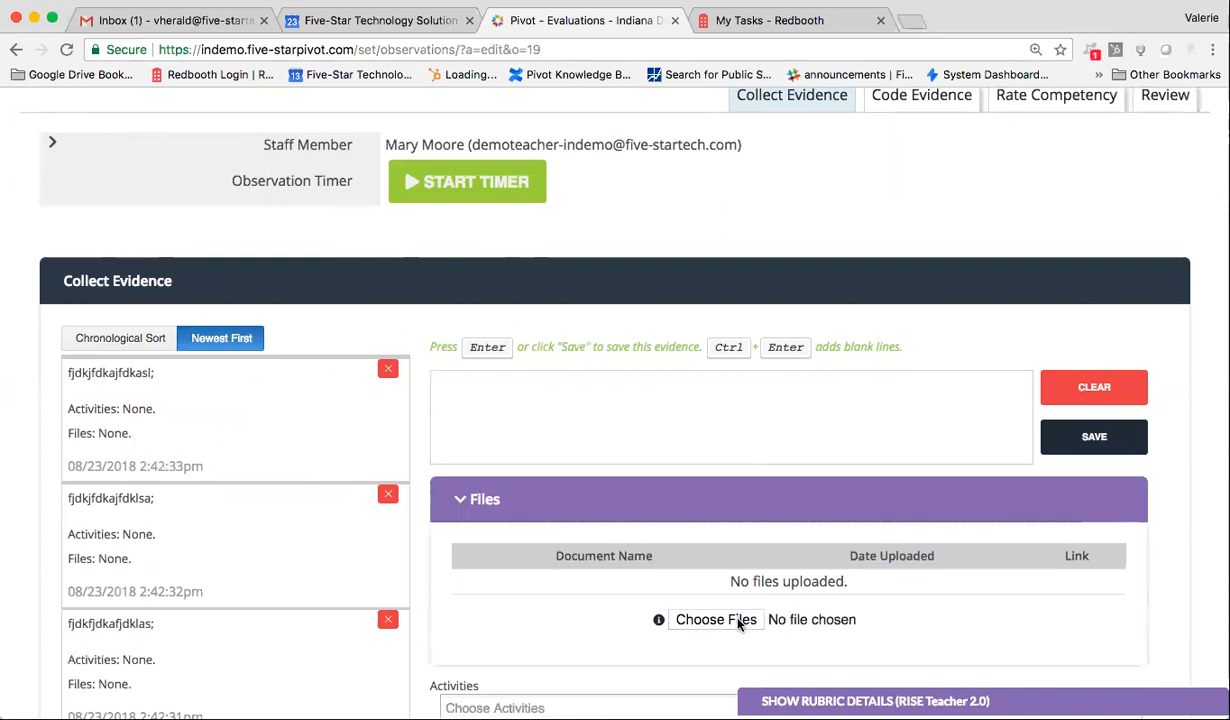 Inbox (1) - vherald@five-starte
Five-Star Technology Solution
Pivot - Evaluations - Indiana D
My Tasks - Redbooth
Valerie
Secure
https://indemo.five-starpivot.com/set/observations/?a=edit&o=19
Google Drive Book...
Redbooth Login | R...
Five-Star Technolo...
Loading...
Pivot Knowledge B...
Search for Public S...
announcements | Fi...
System Dashboard...
» Other Bookmarks
Collect Evidence
Code Evidence
Rate Competency
Review
Staff Member
Mary Moore (demoteacher-indemo@five-startech.com)
Observation Timer
START TIMER
Collect Evidence
Chronological Sort
Newest First
Press Enter or click "Save" to save this evidence. Ctrl + Enter adds blank lines.
fjdkjfdkajfdkasl;
Activities: None.
Files: None.
08/23/2018 2:42:33pm
CLEAR
SAVE
fjdkjfdkajfdklsa;
Activities: None.
Files: None.
08/23/2018 2:42:32pm
Files
Document Name
Date Uploaded
Link
No files uploaded.
Choose Files No file chosen
fjdkfjdkafjdklas;
Activities: None.
Files: None.
08/23/2018 2:42:31pm
Activities
Choose Activities
SHOW RUBRIC DETAILS (RISE Teacher 2.0)